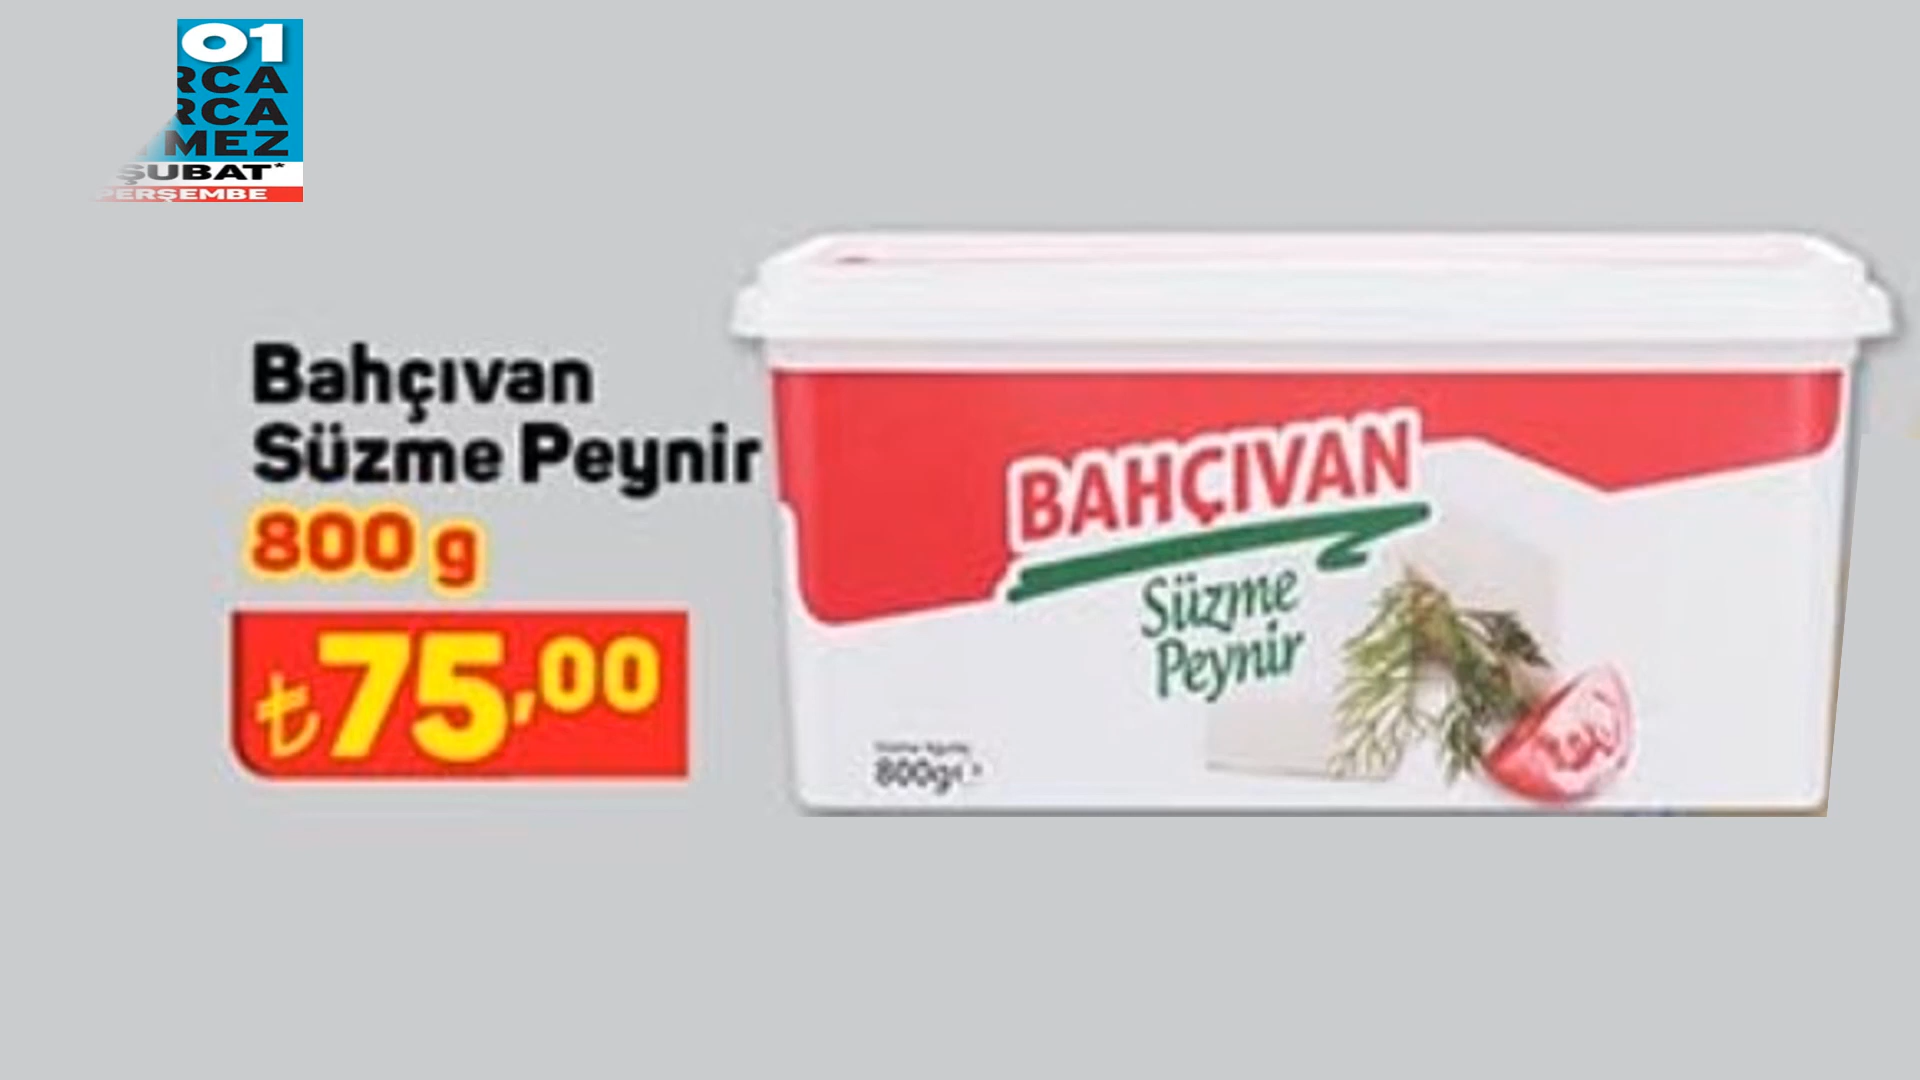 01
RCA
RCA
MEZ
ŞUBAT*
PERŞEMBE
Bahçıvan
Süzme Peynir
800 g
₺75,00
BAHÇIVAN
Süzme
Peynir
800g